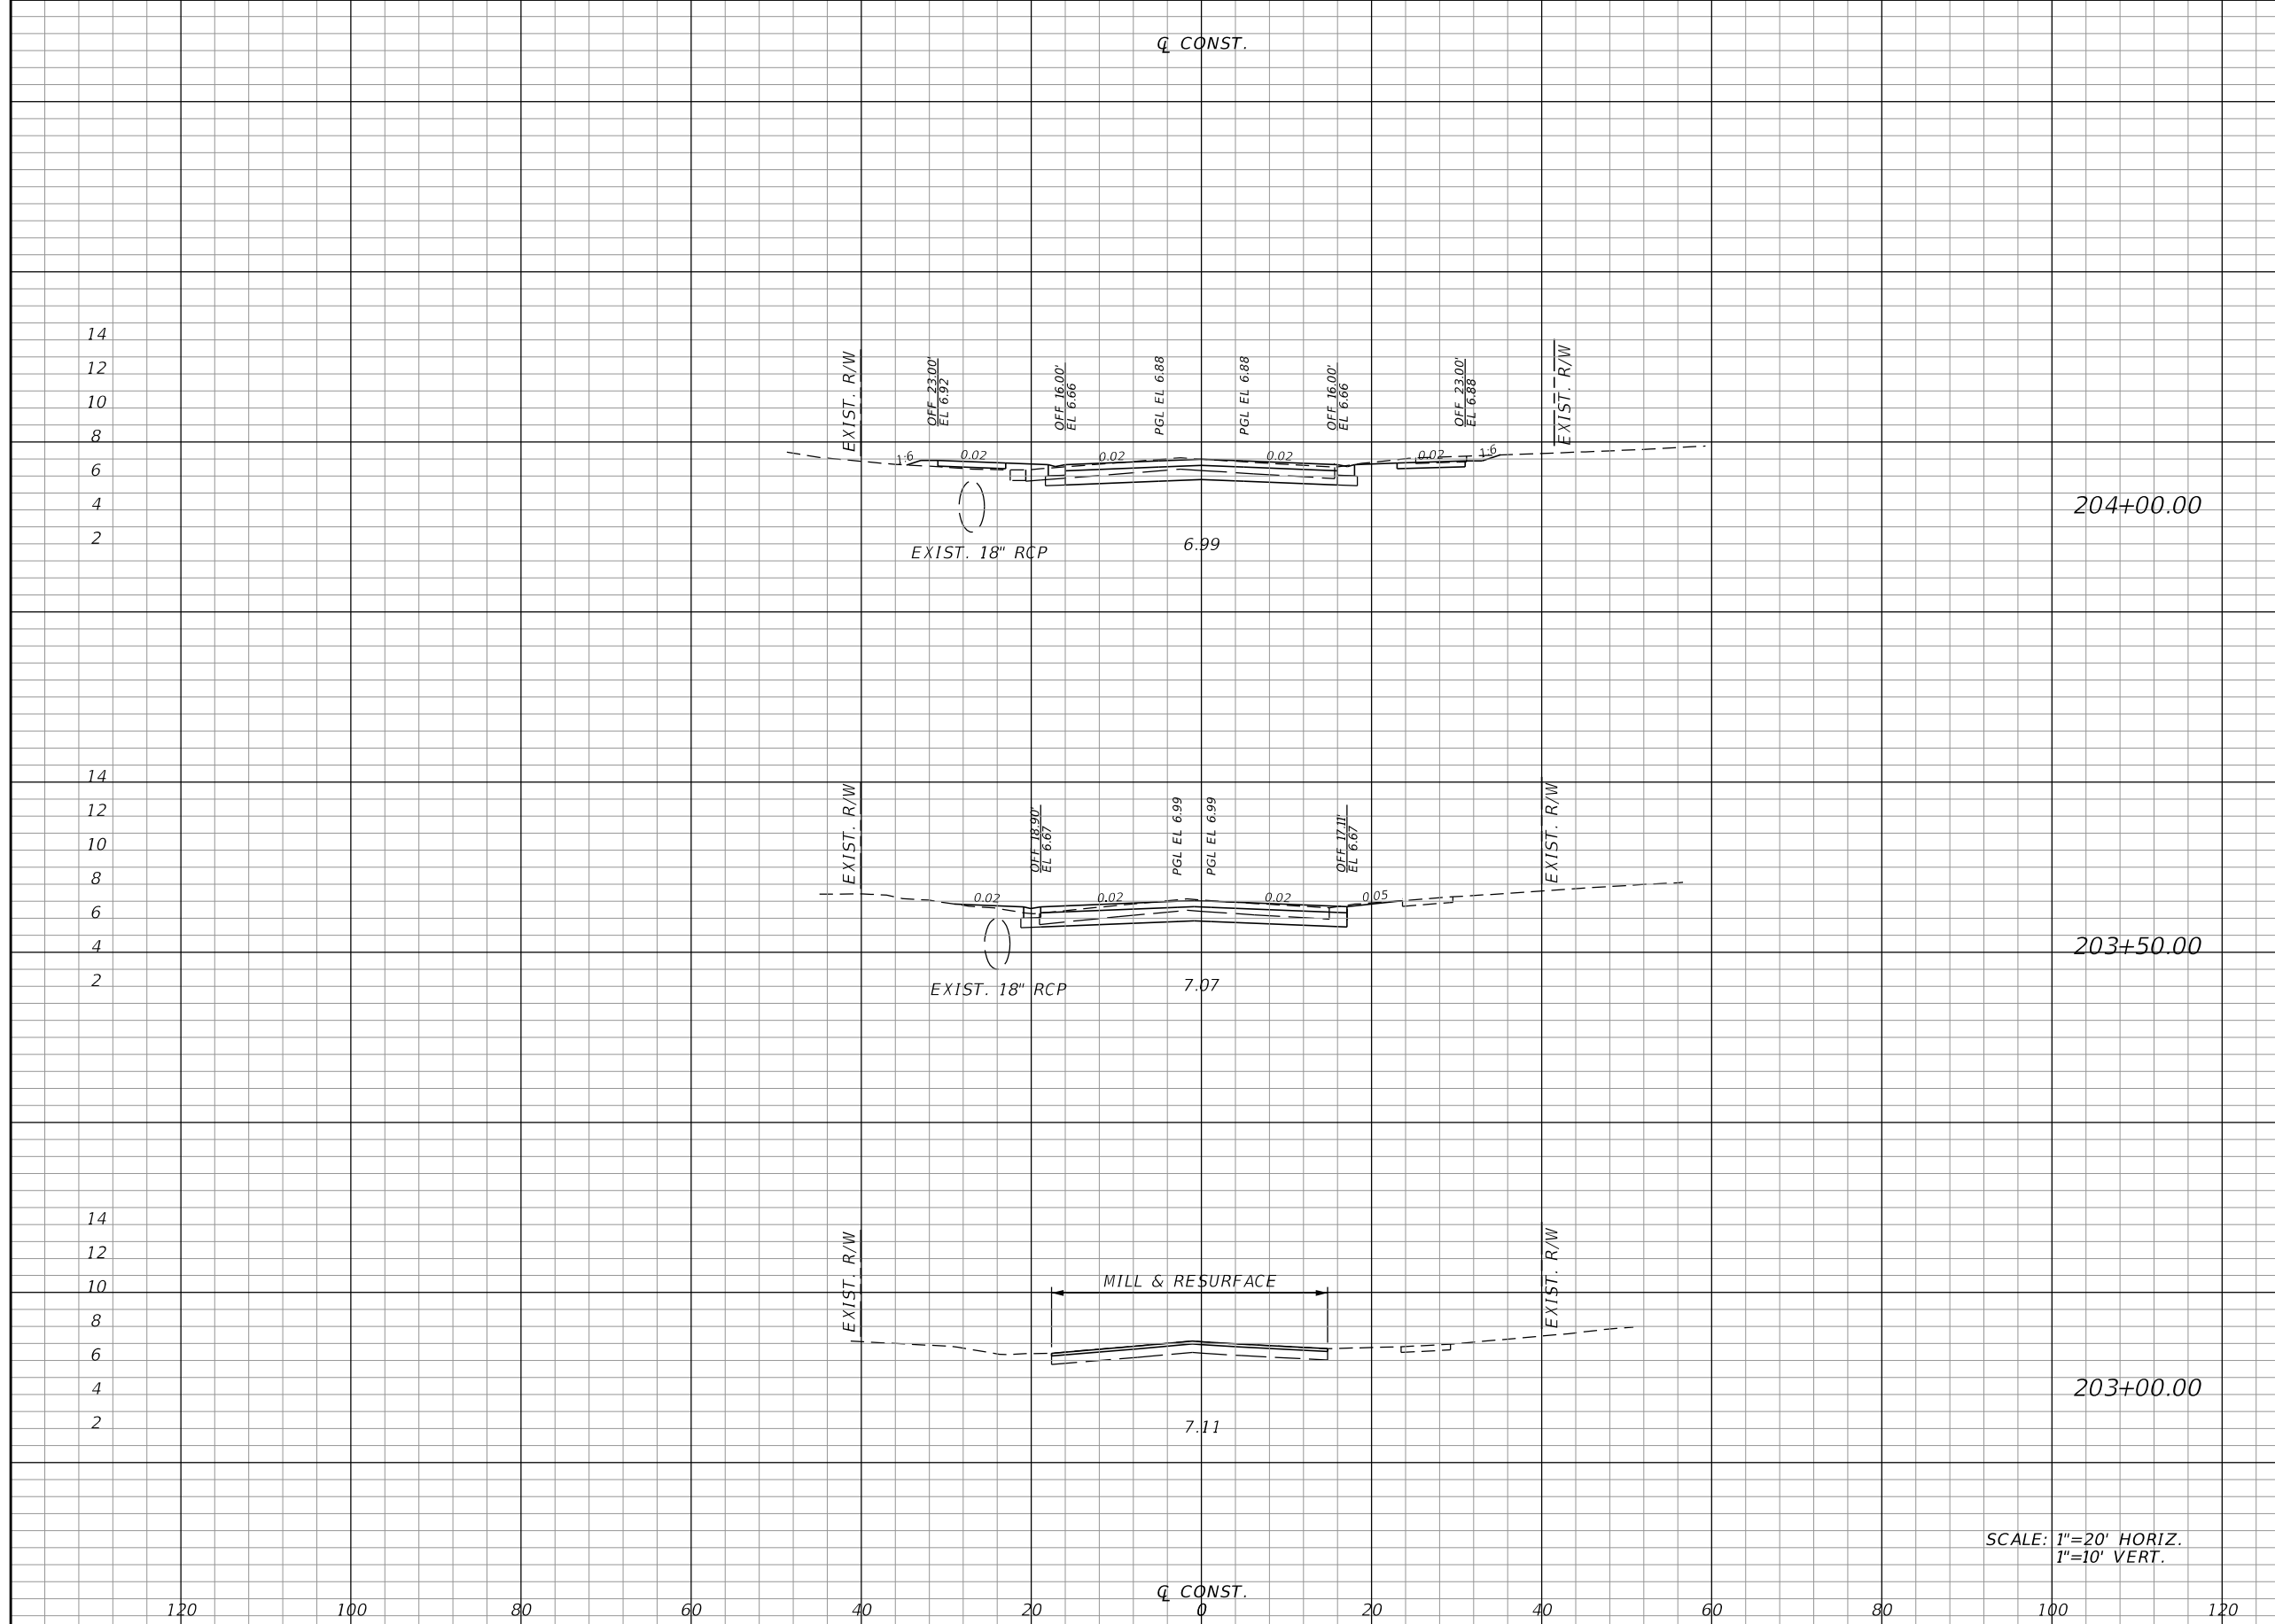 ℄ CONST.
14
12
10
8
6
4
2
EXIST. R/W
OFF 23.00'
EL 6.92
OFF 16.00'
EL 6.66
PGL EL 6.88
PGL EL 6.88
OFF 16.00'
EL 6.66
OFF 23.00'
EL 6.88
EXIST. R/W
1:6
0.02
0.02
0.02
0.02
1:6
204+00.00
EXIST. 18" RCP
6.99
14
12
10
8
6
4
2
EXIST. R/W
OFF 18.90'
EL 6.67
PGL EL 6.99
PGL EL 6.99
OFF 17.11'
EL 6.67
EXIST. R/W
0.02
0.02
0.02
0.05
203+50.00
EXIST. 18" RCP
7.07
14
12
10
8
6
4
2
EXIST. R/W
MILL & RESURFACE
EXIST. R/W
203+00.00
7.11
SCALE: 1"=20' HORIZ.
1"=10' VERT.
℄ CONST.
120 100 80 60 40 20 0 20 40 60 80 100 120